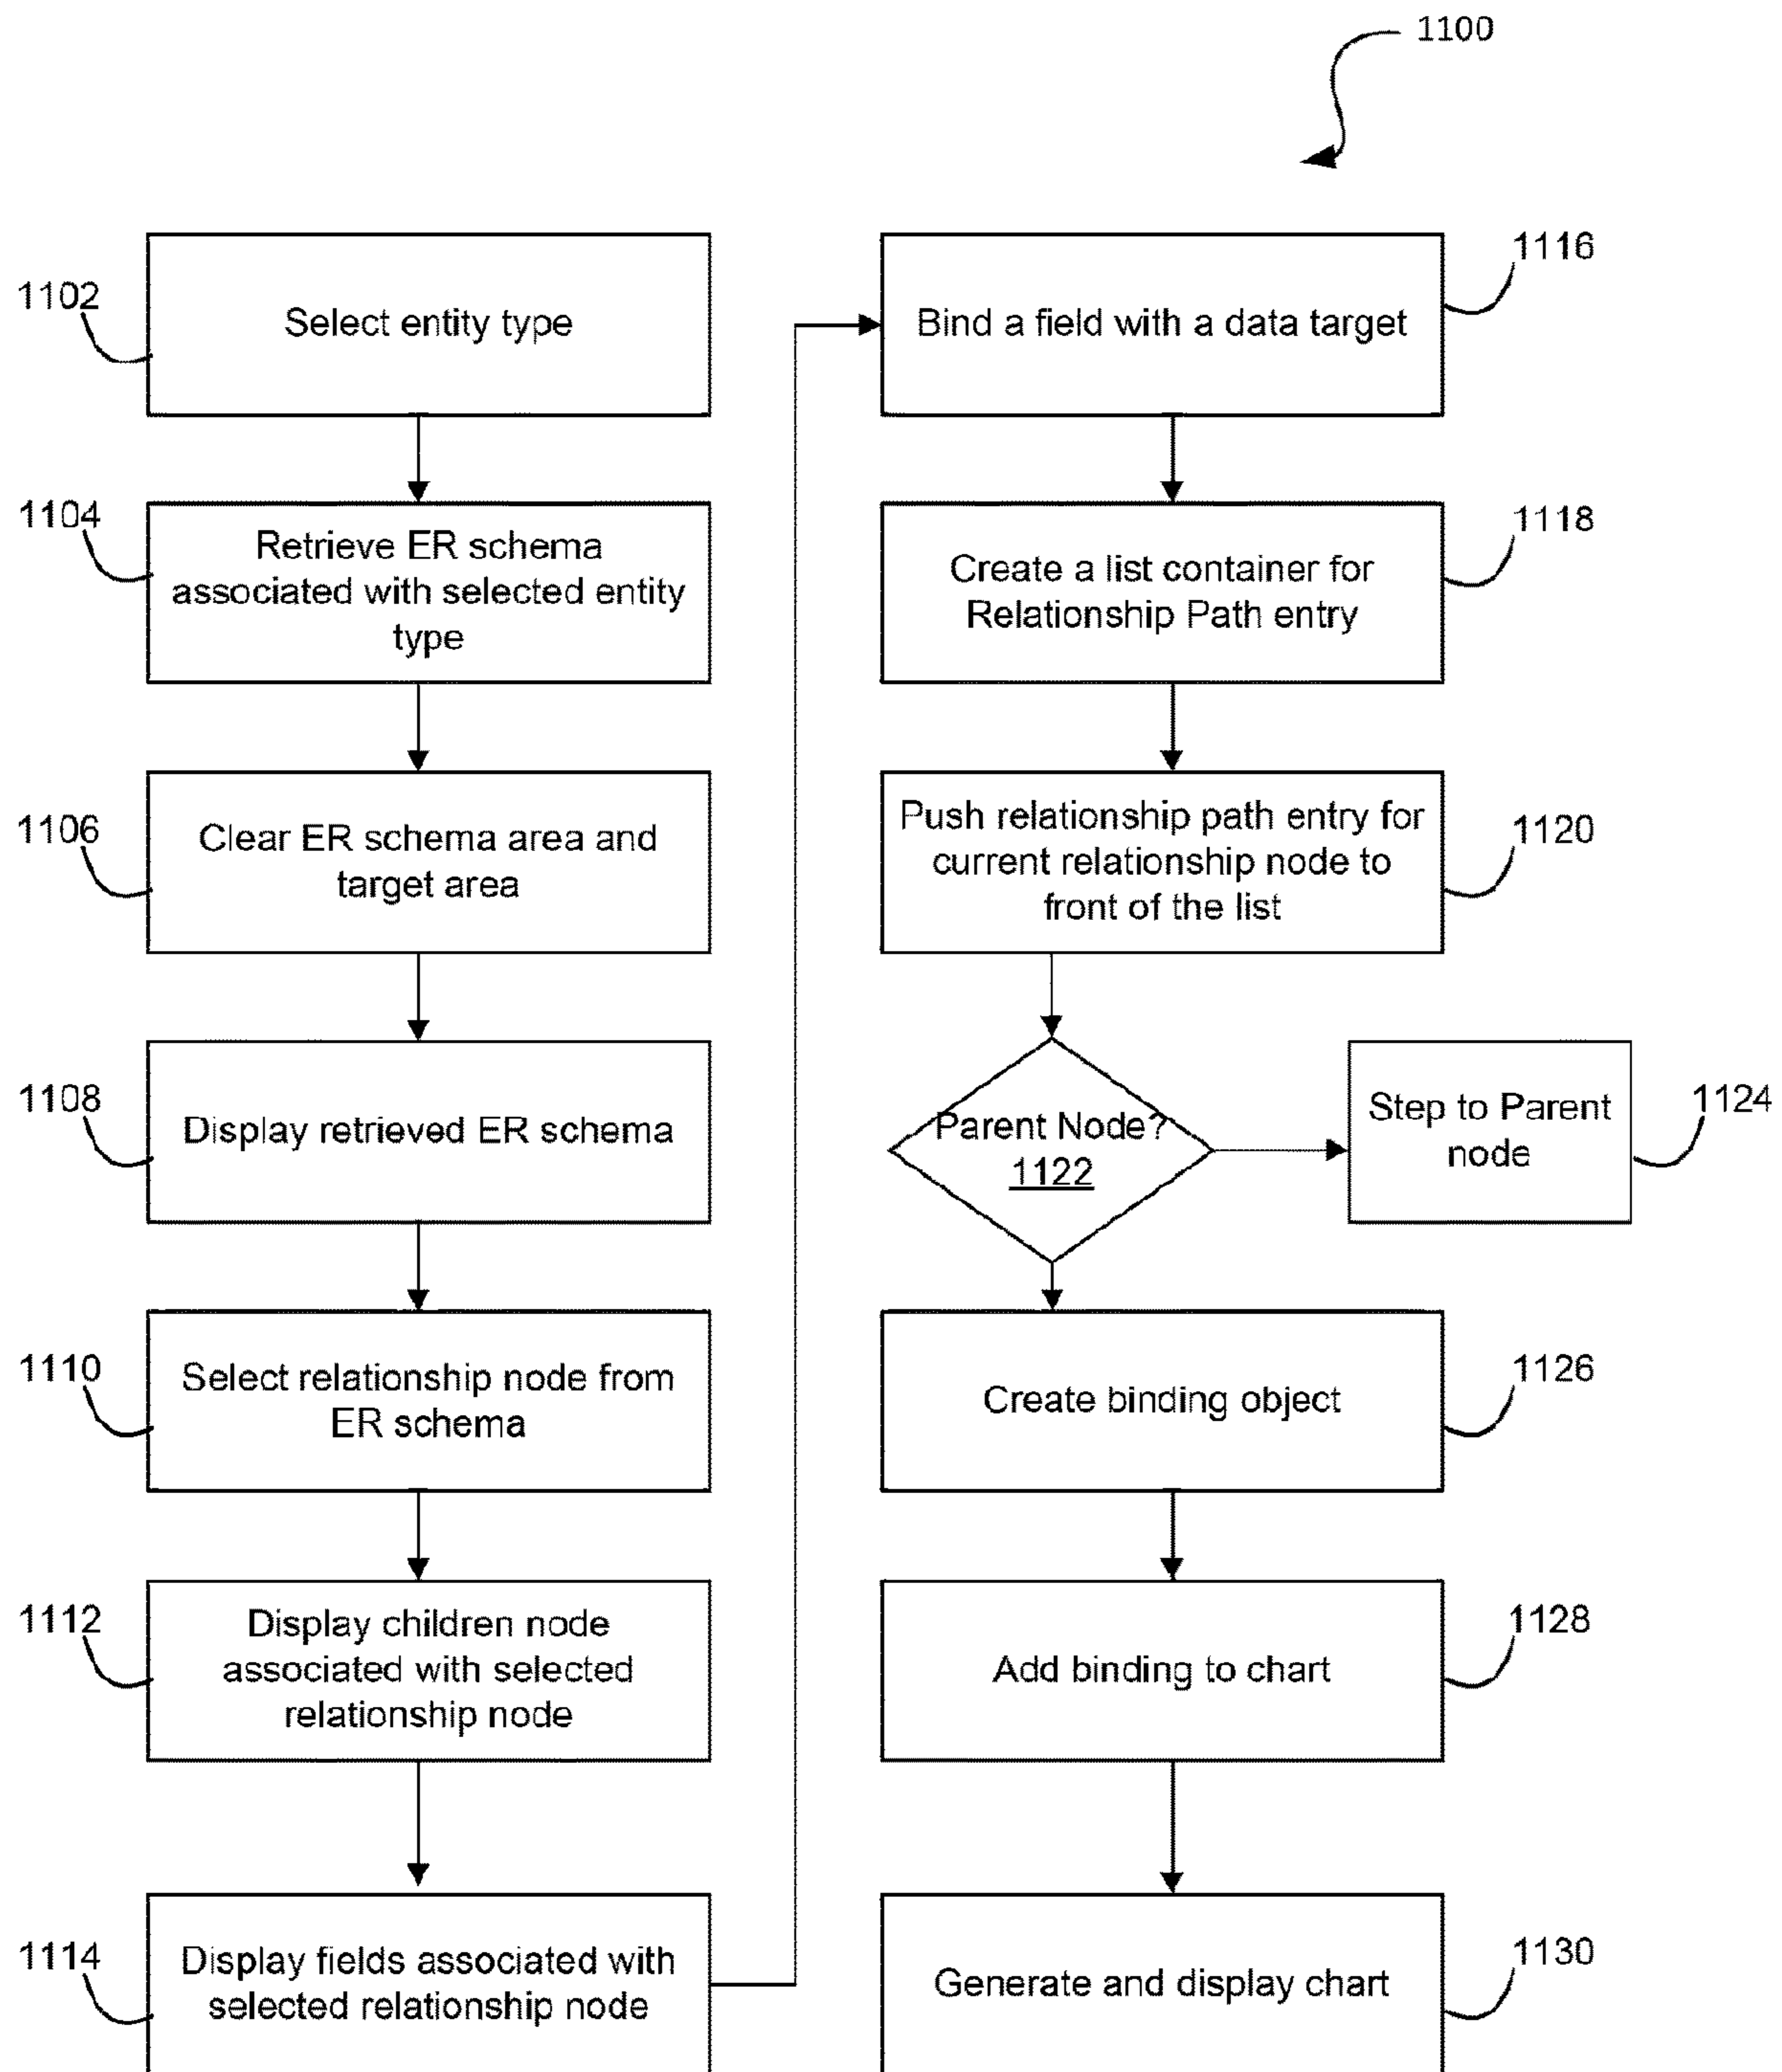 1100
1102
Select entity type
1104
Retrieve ER schema
associated with selected entity
type
1106
Clear ER schema area and
target area
1108
Display retrieved ER schema
1110
Select relationship node from
ER schema
1112
Display children node
associated with selected
relationship node
1114
Display fields associated with
selected relationship node
1116
Bind a field with a data target
1118
Create a list container for
Relationship Path entry
1120
Push relationship path entry for
current relationship node to
front of the list
Parent Node?
1122
Step to Parent
node
1124
1126
Create binding object
1128
Add binding to chart
1130
Generate and display chart